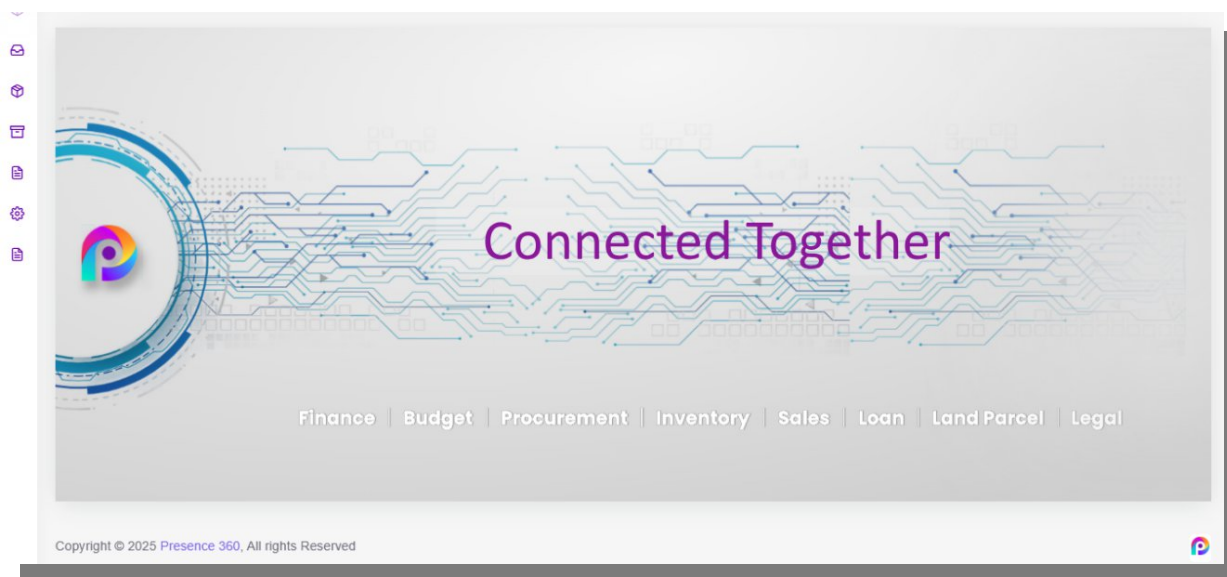 Connected Together
Finance | Budget | Procurement | Inventory | Sales | Loan | Land Parcel | Legal
Copyright © 2025 Presence 360, All rights Reserved